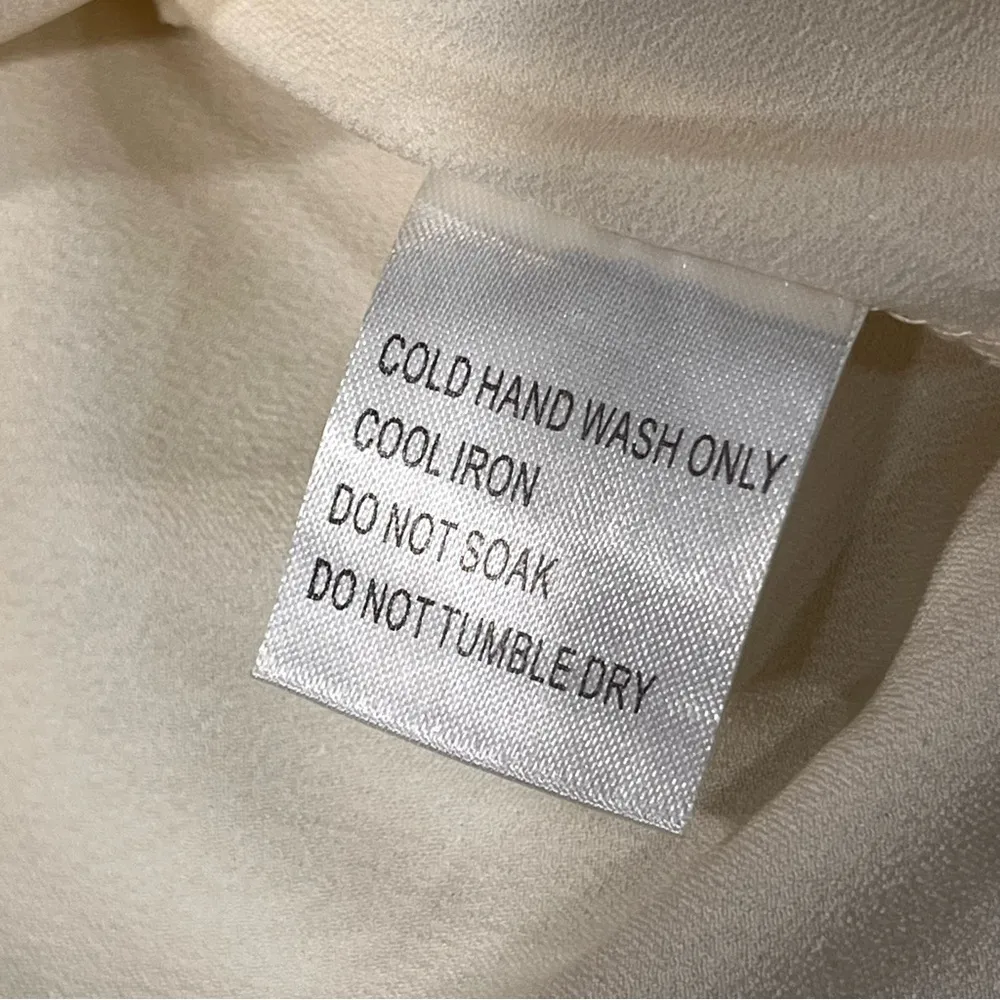 COLD HAND WASH ONLY
COOL IRON
DO NOT SOAK
DO NOT TUMBLE DRY